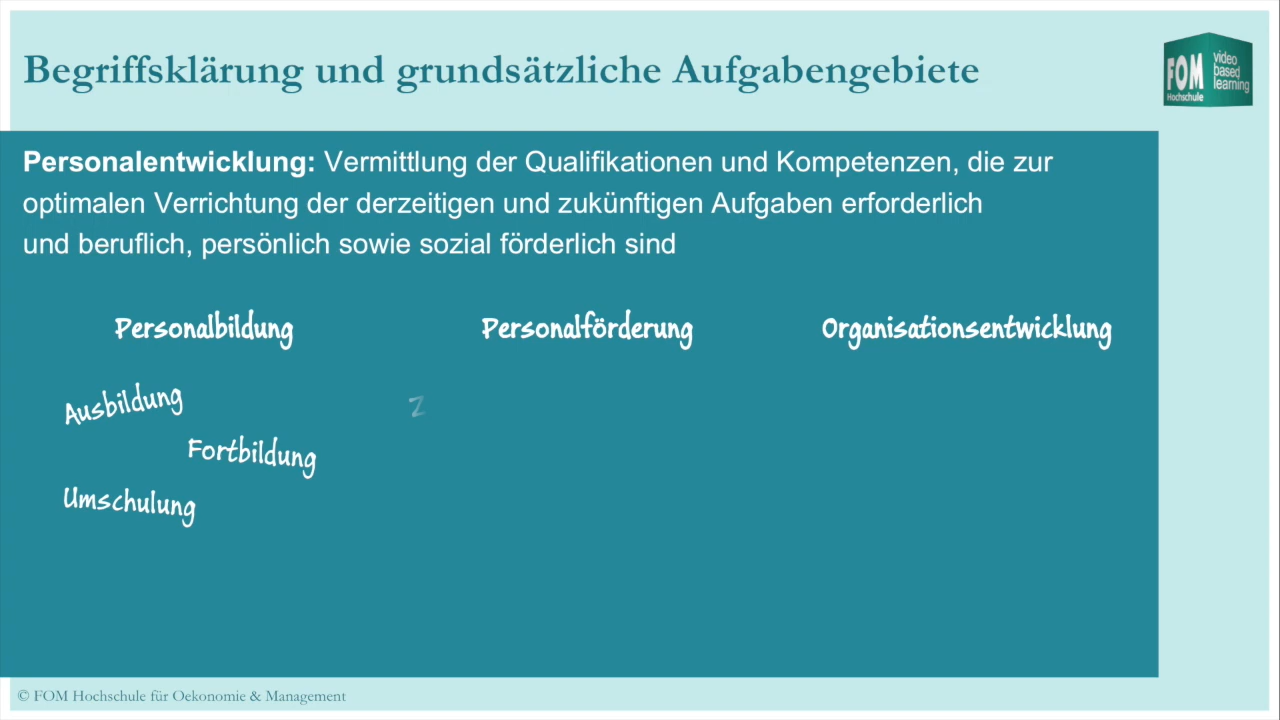 Begriffsklärung und grundsätzliche Aufgabengebiete
FOM
Hochschule
video
based
learning
Personalentwicklung: Vermittlung der Qualifikationen und Kompetenzen, die zur
optimalen Verrichtung der derzeitigen und zukünftigen Aufgaben erforderlich
und beruflich, persönlich sowie sozial förderlich sind
Personalbildung
Personalförderung
Organisationsentwicklung
Ausbildung
Fortbildung
Umschulung
Z
© FOM Hochschule für Oekonomie & Management